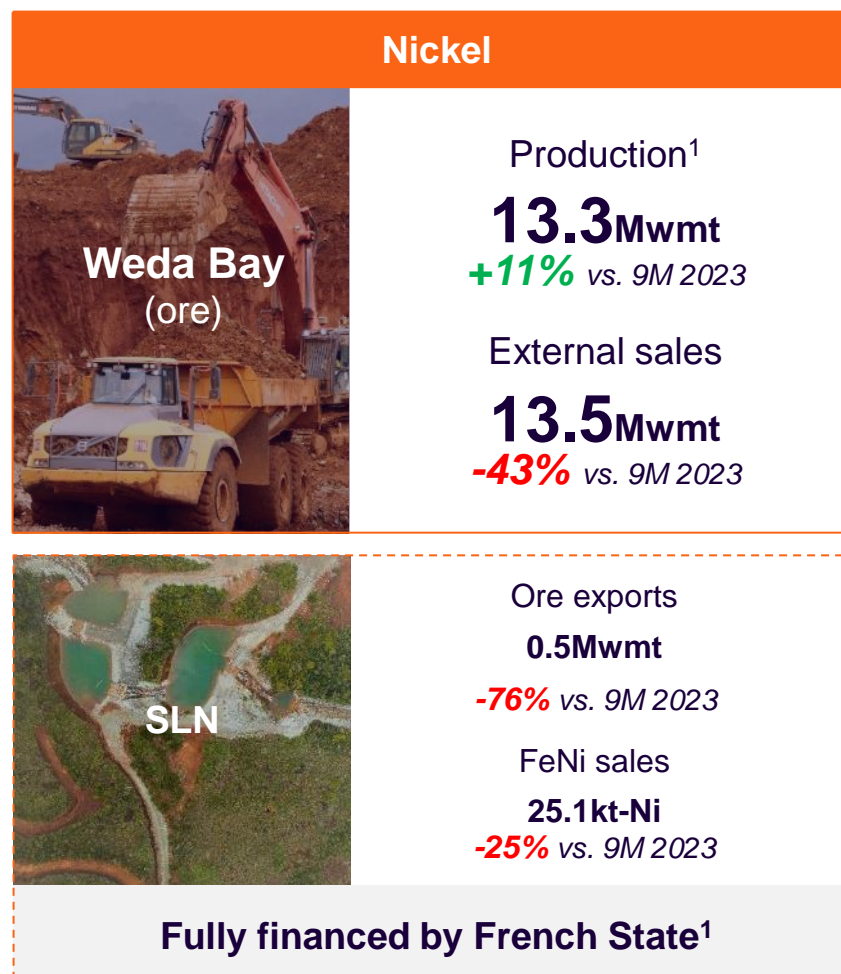 Nickel
Weda Bay
(ore)
Production¹
13.3Mwmt
+11% vs. 9M 2023
External sales
13.5Mwmt
-43% vs. 9M 2023
SLN
Ore exports
0.5Mwmt
-76% vs. 9M 2023
FeNi sales
25.1kt-Ni
-25% vs. 9M 2023
Fully financed by French State¹